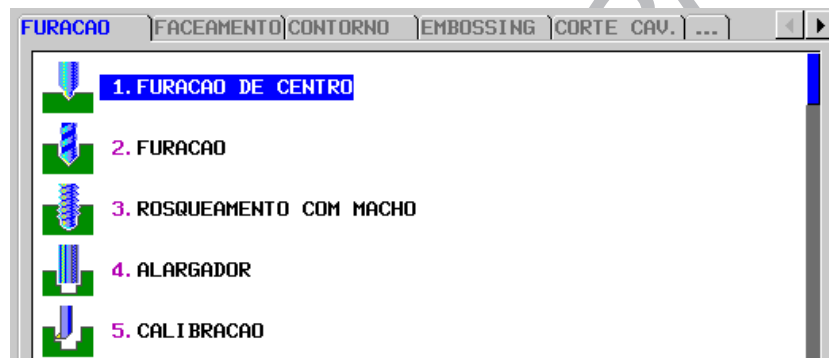 FURACAO FACEAMENTO CONTORNO EMBOSSING CORTE CAV. ...
1. FURACAO DE CENTRO
2. FURACAO
3. ROSQUEAMENTO COM MACHO
4. ALARGADOR
5. CALIBRACAO